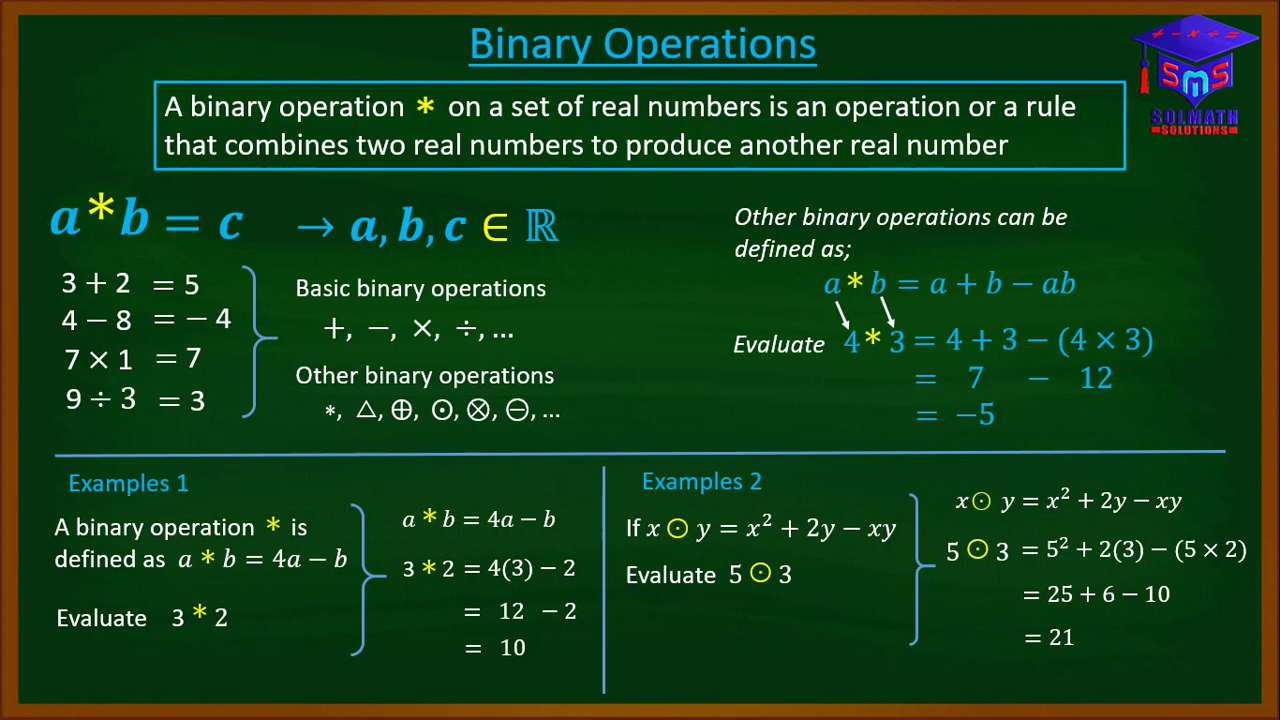 Binary Operations
− + − × ÷ =
SMS
SOLMATH
SOLUTIONS
A binary operation * on a set of real numbers is an operation or a rule
that combines two real numbers to produce another real number
a * b = c → a, b, c ∈ ℝ
3 + 2 = 5
4 − 8 = − 4
7 × 1 = 7
9 ÷ 3 = 3
Basic binary operations
+, −, ×, ÷, ...
Other binary operations
*, △, ⊕, ⊙, ⊗, ⊖, ...
Other binary operations can be
defined as;
a * b = a + b − ab
Evaluate 4 * 3 = 4 + 3 − (4 × 3)
= 7 − 12
= −5
Examples 1
A binary operation * is
defined as a * b = 4a − b
Evaluate 3 * 2
a * b = 4a − b
3 * 2 = 4(3) − 2
= 12 − 2
= 10
Examples 2
If x ⊙ y = x² + 2y − xy
Evaluate 5 ⊙ 3
x ⊙ y = x² + 2y − xy
5 ⊙ 3 = 5² + 2(3) − (5 × 2)
= 25 + 6 − 10
= 21